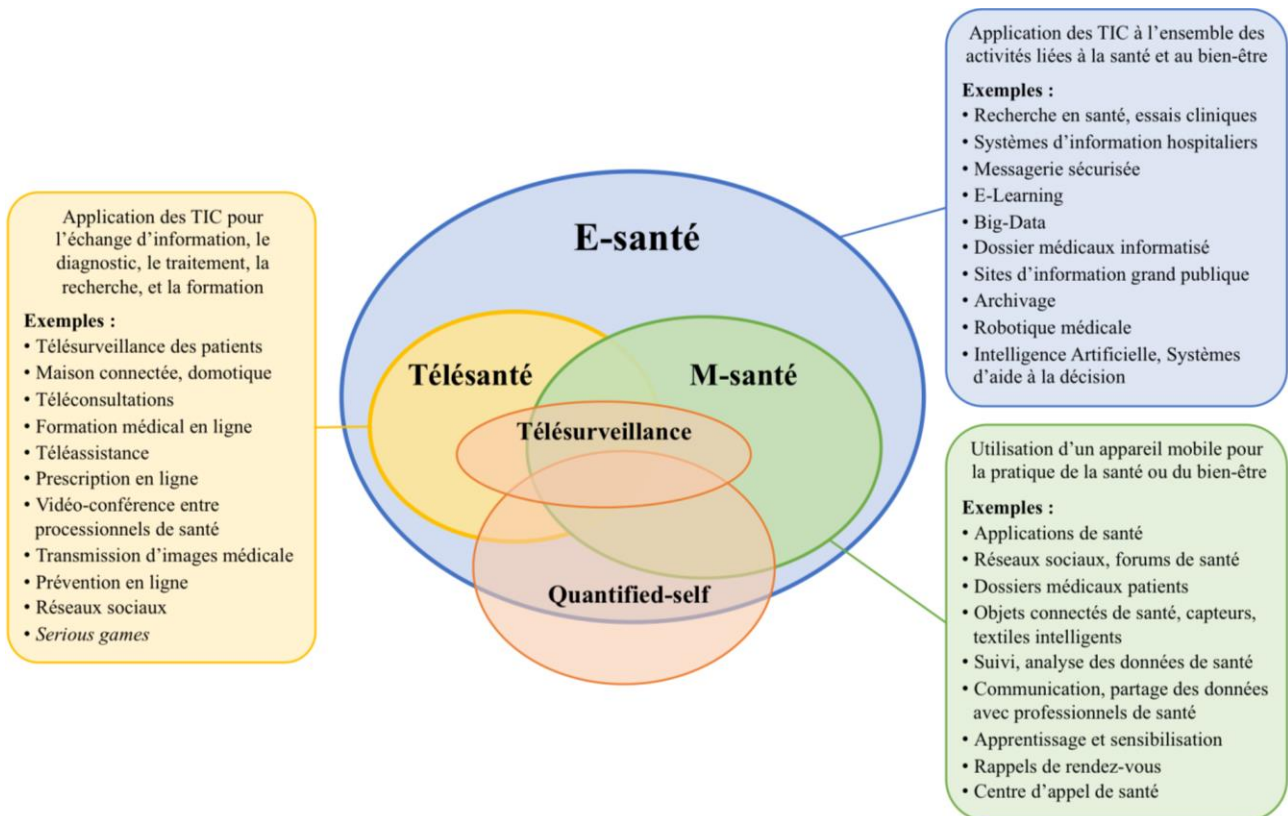 Application des TIC à l'ensemble des
activités liées à la santé et au bien-être
Exemples :
• Recherche en santé, essais cliniques
• Systèmes d'information hospitaliers
• Messagerie sécurisée
• E-Learning
• Big-Data
• Dossier médicaux informatisé
• Sites d'information grand publique
• Archivage
• Robotique médicale
• Intelligence Artificielle, Systèmes
d'aide à la décision
Application des TIC pour
l'échange d'information, le
diagnostic, le traitement, la
recherche, et la formation
Exemples :
• Télésurveillance des patients
• Maison connectée, domotique
• Téléconsultations
• Formation médical en ligne
• Téléassistance
• Prescription en ligne
• Vidéo-conférence entre
processionnels de santé
• Transmission d'images médicale
• Prévention en ligne
• Réseaux sociaux
• Serious games
E-santé
Télésanté
M-santé
Télésurveillance
Quantified-self
Utilisation d'un appareil mobile pour
la pratique de la santé ou du bien-être
Exemples :
• Applications de santé
• Réseaux sociaux, forums de santé
• Dossiers médicaux patients
• Objets connectés de santé, capteurs,
textiles intelligents
• Suivi, analyse des données de santé
• Communication, partage des données
avec professionnels de santé
• Apprentissage et sensibilisation
• Rappels de rendez-vous
• Centre d'appel de santé